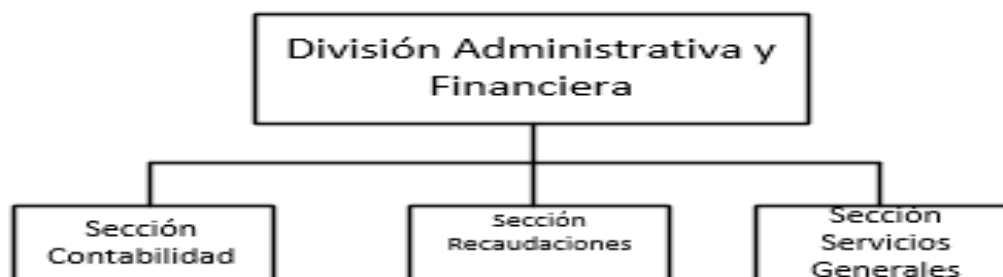 División Administrativa y
Financiera
Sección
Contabilidad
Sección
Recaudaciones
Sección
Servicios
Generales